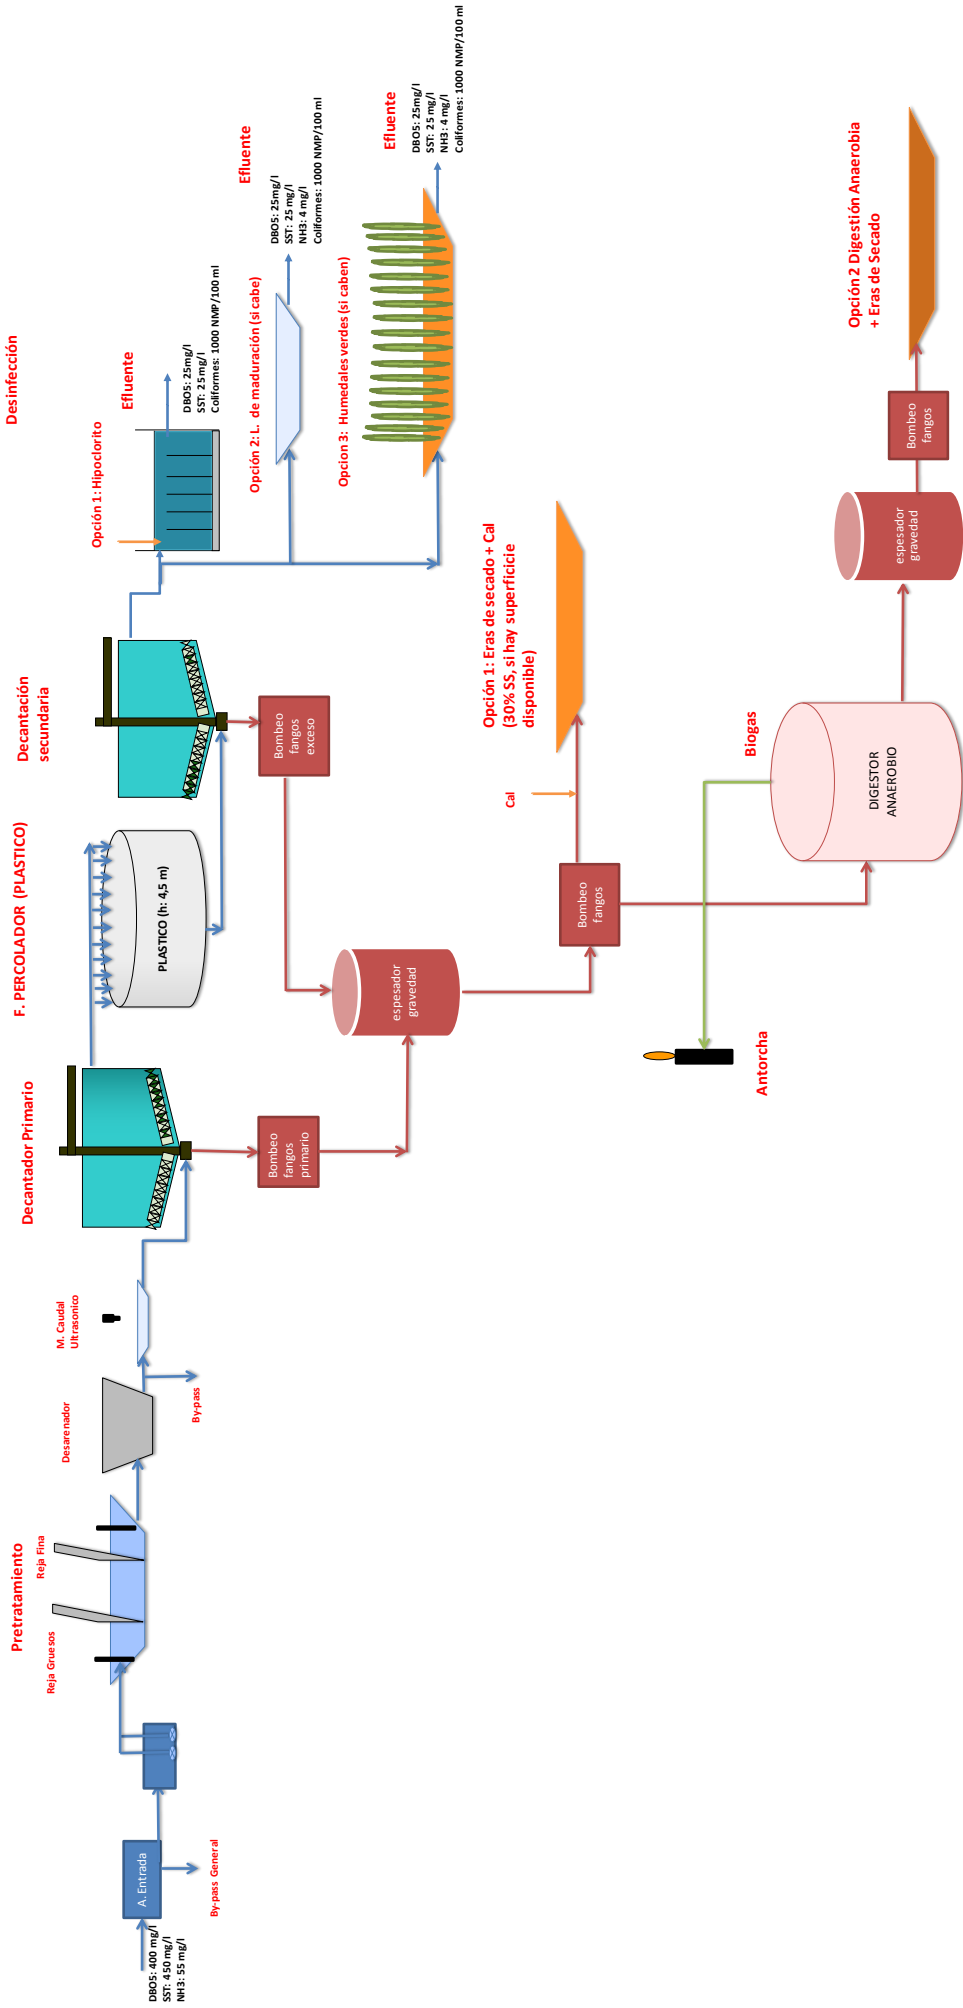 DBO5: 400 mg/l
SST: 450 mg/l
NH3: 55 mg/l
A. Entrada
By-pass General
Pretratamiento
Reja Gruesos
Reja Fina
Desarenador
By-pass
M. Caudal
Ultrasonico
Decantador Primario
Bombeo
fangos
primario
F. PERCOLADOR (PLASTICO)
PLASTICO (h: 4,5 m)
espesador
gravedad
Decantación
secundaria
Bombeo
fangos
exceso
Desinfección
Opción 1: Hipoclorito
Efluente
DBO5: 25mg/l
SST: 25 mg/l
Coliformes: 1000 NMP/100 ml
Opción 2: L. de maduración (si cabe)
Efluente
DBO5: 25mg/l
SST: 25 mg/l
NH3: 4 mg/l
Coliformes: 1000 NMP/100 ml
Opcion 3: Humedales verdes (si caben)
Efluente
DBO5: 25mg/l
SST: 25 mg/l
NH3: 4 mg/l
Coliformes: 1000 NMP/100 ml
Bombeo
fangos
Cal
Opción 1: Eras de secado + Cal
(30% SS, si hay superficicie
disponible)
Antorcha
Biogas
DIGESTOR
ANAEROBIO
espesador
gravedad
Bombeo
fangos
Opción 2 Digestión Anaerobia
+ Eras de Secado